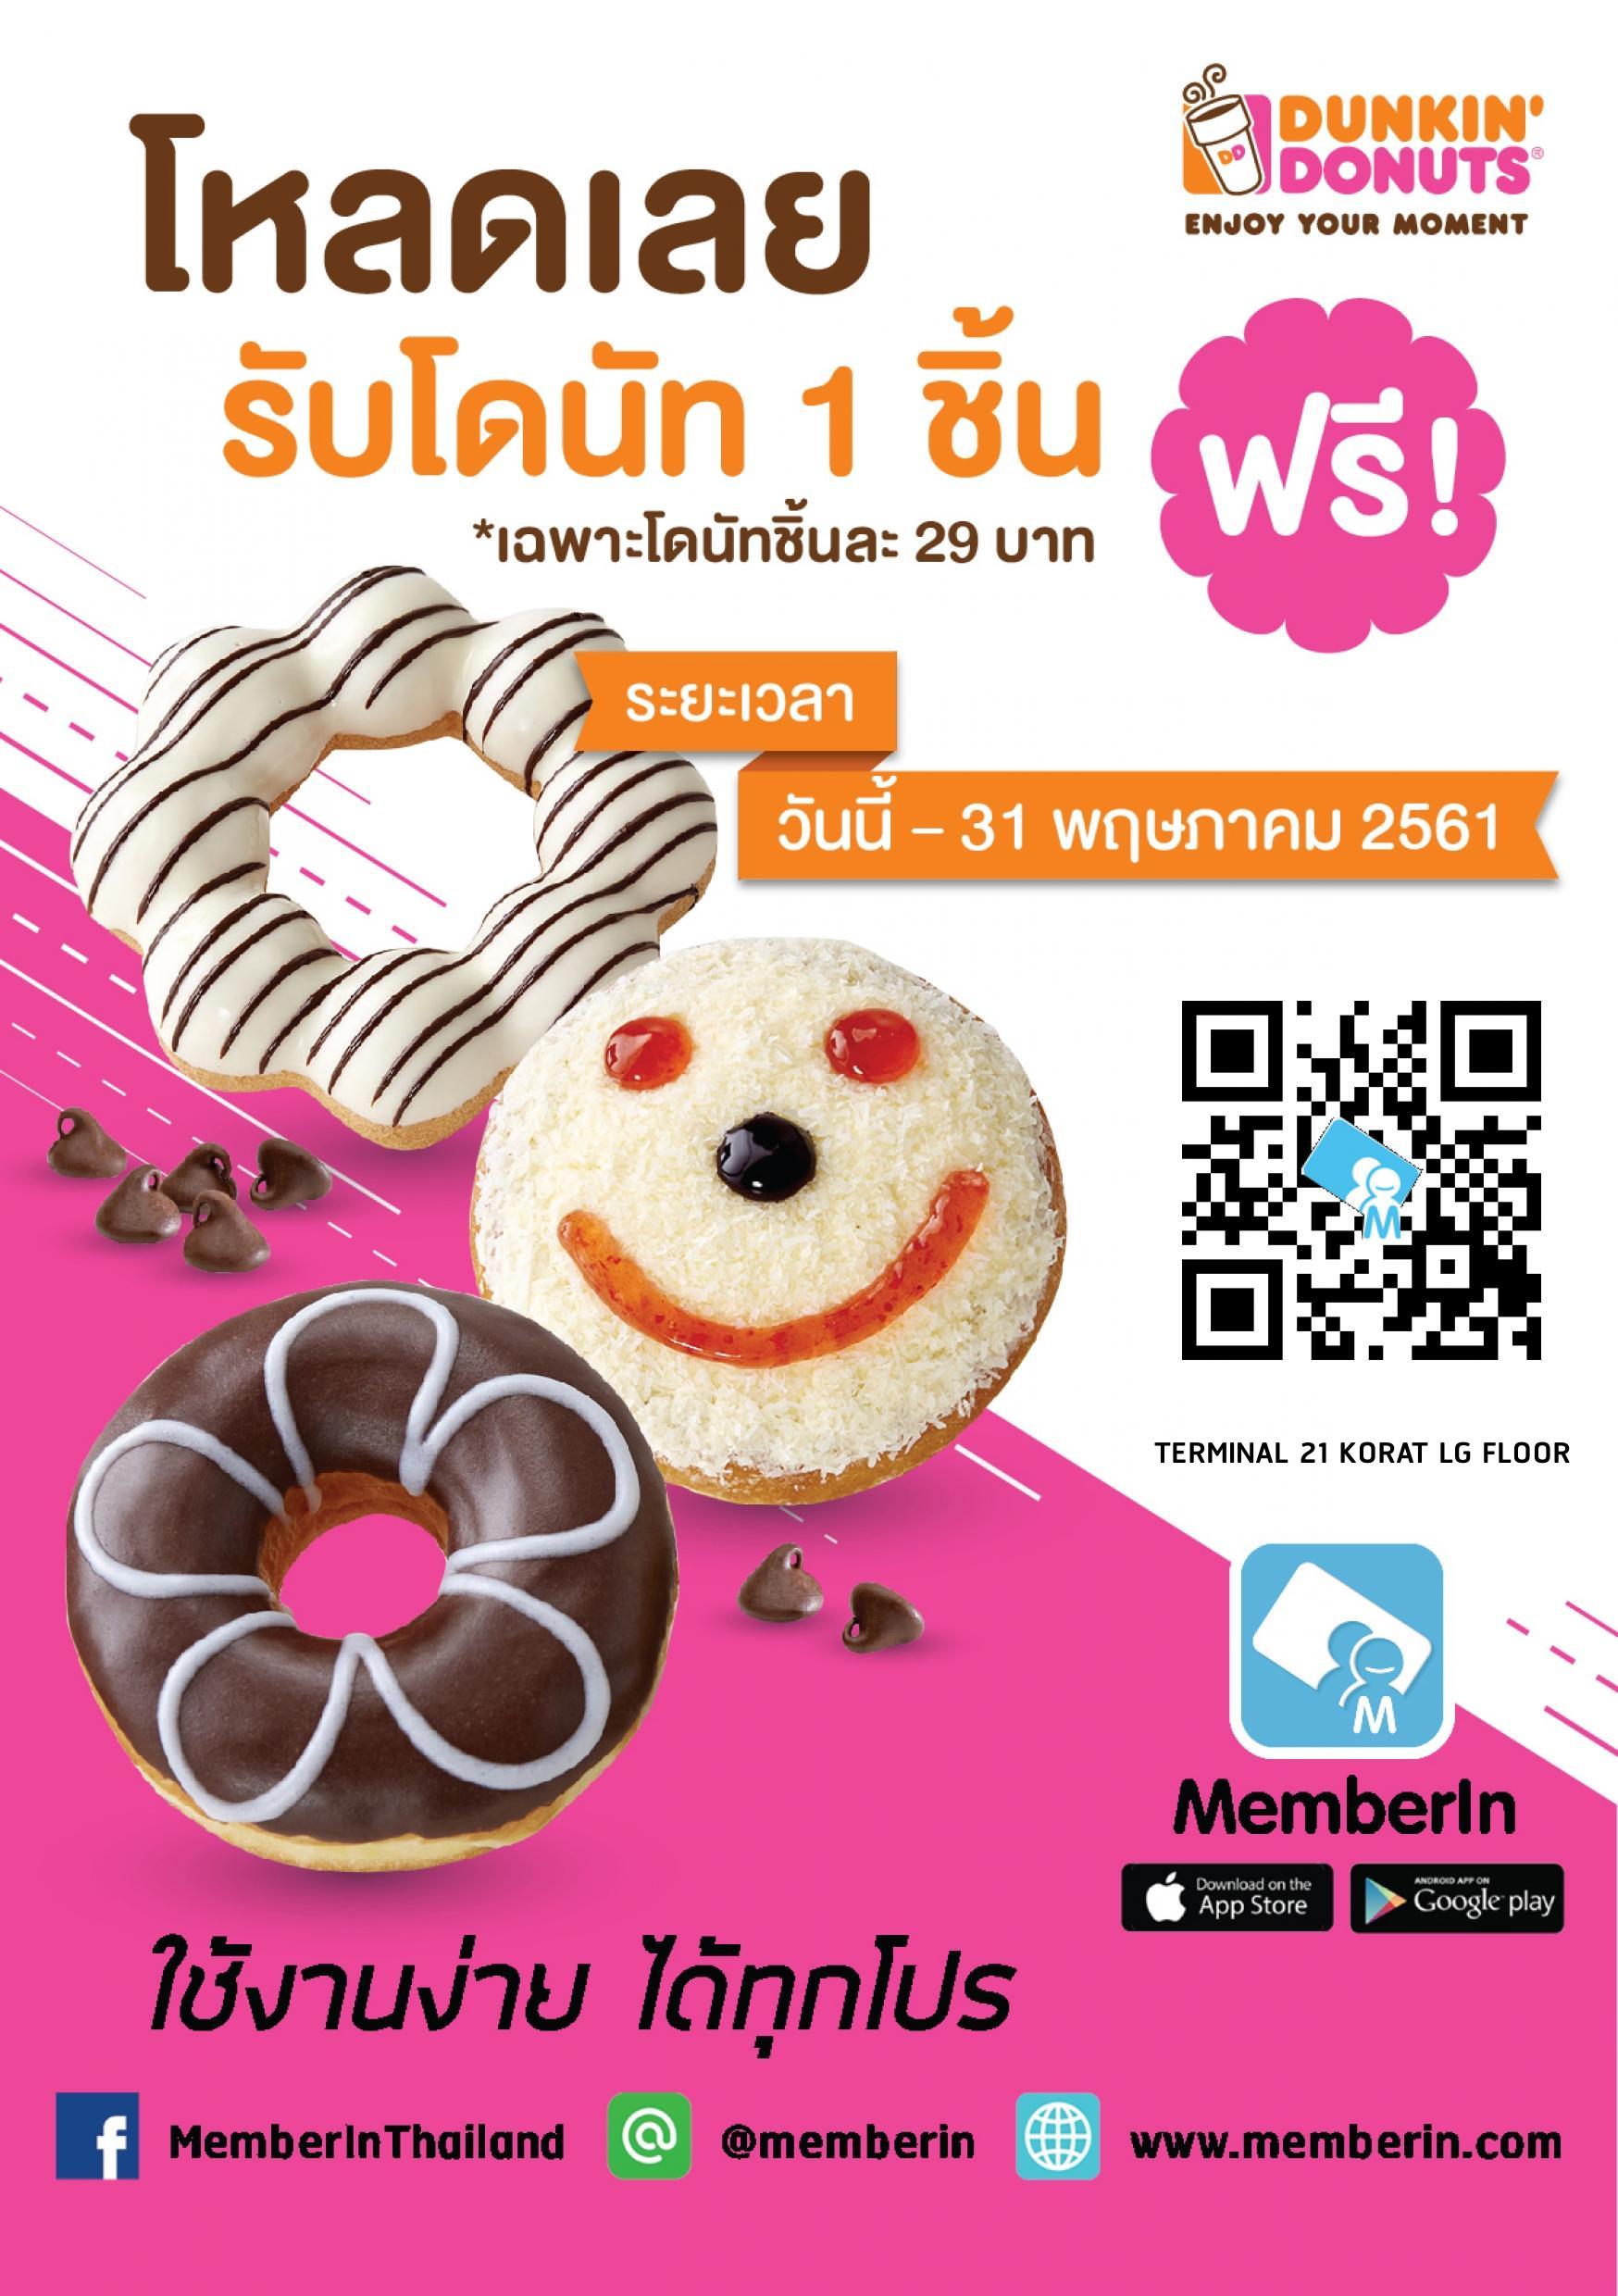 DUNKIN'
DONUTS®
ENJOY YOUR MOMENT
โหลดเลย
รับโดนัท 1 ชิ้น
ฟรี!
*เฉพาะโดนัทชิ้นละ 29 บาท
ระยะเวลา
วันนี้ – 31 พฤษภาคม 2561
M
TERMINAL 21 KORAT LG FLOOR
M
MemberIn
Download on the
App Store
ANDROID APP ON
Google play
ใช้งานง่าย ได้ทุกโปร
MemberInThailand
@memberin
www.memberin.com